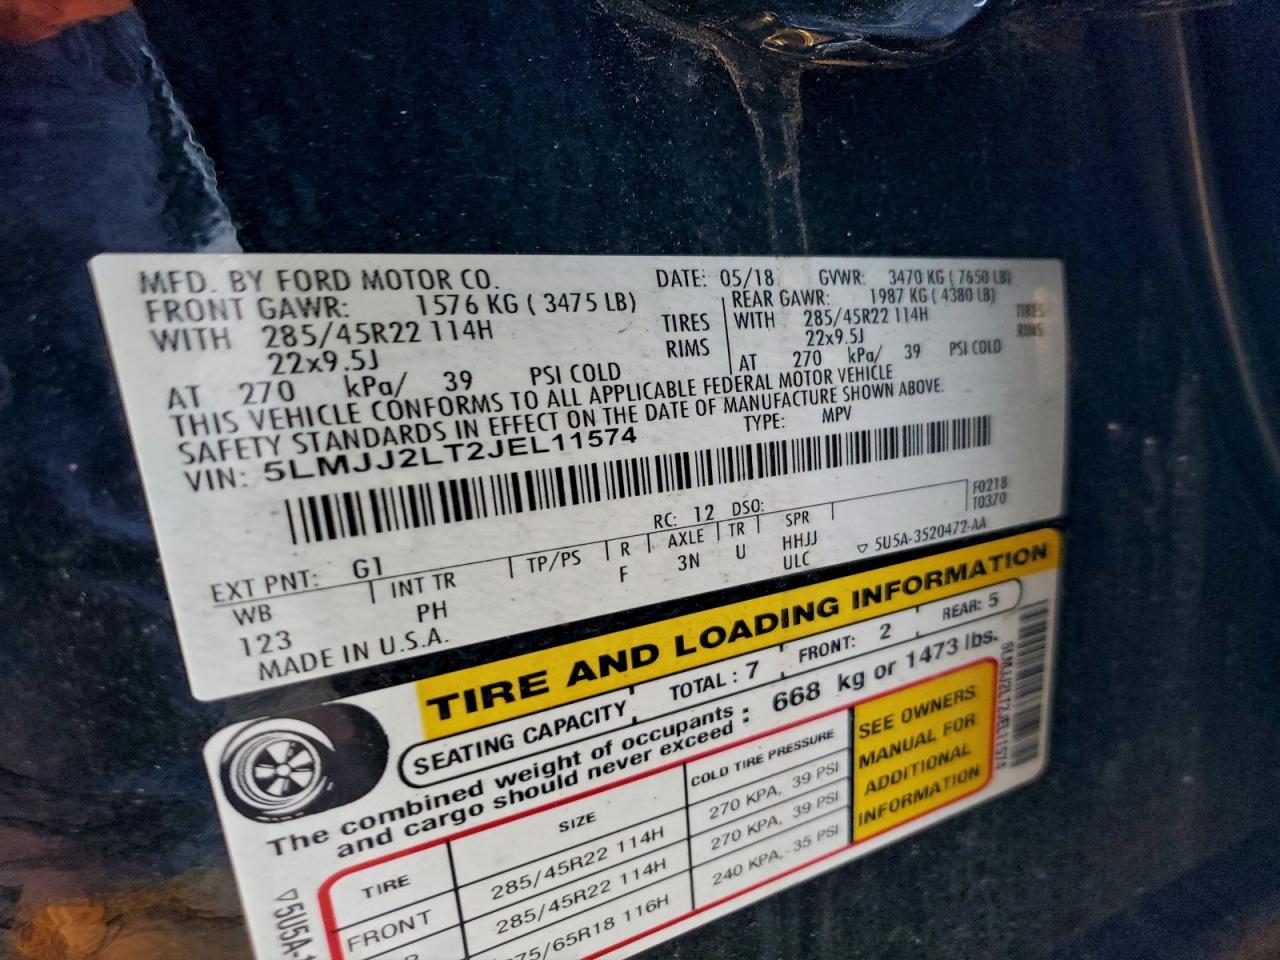 MFD. BY FORD MOTOR CO. DATE: 05/18 GVWR: 3470 KG ( 7650 LB)
FRONT GAWR: 1576 KG ( 3475 LB) REAR GAWR: 1987 KG ( 4380 LB)
WITH 285/45R22 114H TIRES WITH 285/45R22 114H TIRES
22x9.5J RIMS 22x9.5J RIMS
AT 270 kPa/ 39 PSI COLD AT 270 kPa/ 39 PSI COLD
THIS VEHICLE CONFORMS TO ALL APPLICABLE FEDERAL MOTOR VEHICLE
SAFETY STANDARDS IN EFFECT ON THE DATE OF MANUFACTURE SHOWN ABOVE.
VIN: 5LMJJ2LT2JEL11574 TYPE: MPV
F0218
T0370
EXT PNT: G1 RC: 12 DSO:
WB INT TR TP/PS R AXLE TR SPR
123 PH F 3N U HHJJ
ULC
MADE IN U.S.A. ▽ 5U5A-3520472-AA
TIRE AND LOADING INFORMATION
SEATING CAPACITY TOTAL : 7 FRONT: 2 REAR: 5
The combined weight of occupants : 668 kg or 1473 lbs.
and cargo should never exceed
TIRE SIZE COLD TIRE PRESSURE
FRONT 285/45R22 114H 270 KPA, 39 PSI
285/45R22 114H 270 KPA, 39 PSI
75/65R18 116H 240 KPA, 35 PSI
SEE OWNERS
MANUAL FOR
ADDITIONAL
INFORMATION
5LMJJ2LT2JEL11574
▽5U5A-